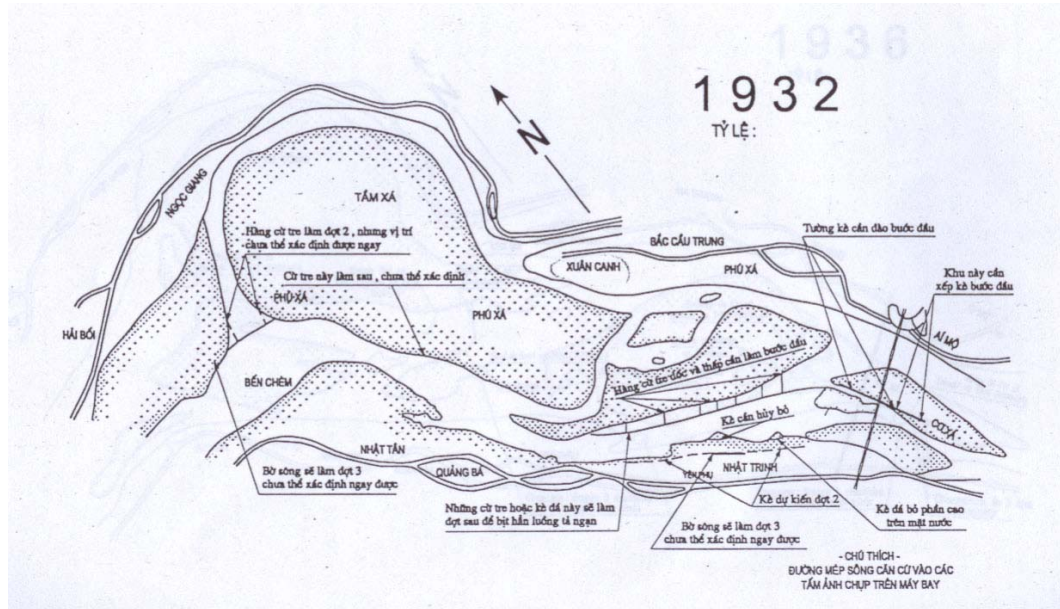 1932
TỶ LỆ :
N
NGỌC GIANG
TẦM XÁ
Hàng cừ tre làm đợt 2 , nhưng vị trí
chưa thể xác định được ngay
Cừ tre này làm sau , chưa thể xác định
PHÚ XÁ
PHÚ XÁ
HẢI BỐI
BẾN CHÈM
XUÂN CANH
BẮC CẦU TRUNG
PHÚ XÁ
Tường kè cần đào bước đầu
Khu này cần
xếp kè bước đầu
ÁI MỘ
Hàng cừ tre dốc và thấp cần làm bước đầu
Kè cần hủy bỏ
CƠ XÁ
NHẬT TÂN
QUẢNG BÁ
YÊN PHỤ
NHẬT TRINH
Bờ sông sẽ làm đợt 3
chưa thể xác định ngay được
Những cừ tre hoặc kè đá này sẽ làm
đợt sau để bịt hẳn luồng tả ngạn
Kè dự kiến đợt 2
Bờ sông sẽ làm đợt 3
chưa thể xác định ngay được
Kè đá bỏ phần cao
trên mặt nước
- CHÚ THÍCH -
ĐƯỜNG MÉP SÔNG CĂN CỨ VÀO CÁC
TẤM ẢNH CHỤP TRÊN MÁY BAY
1936